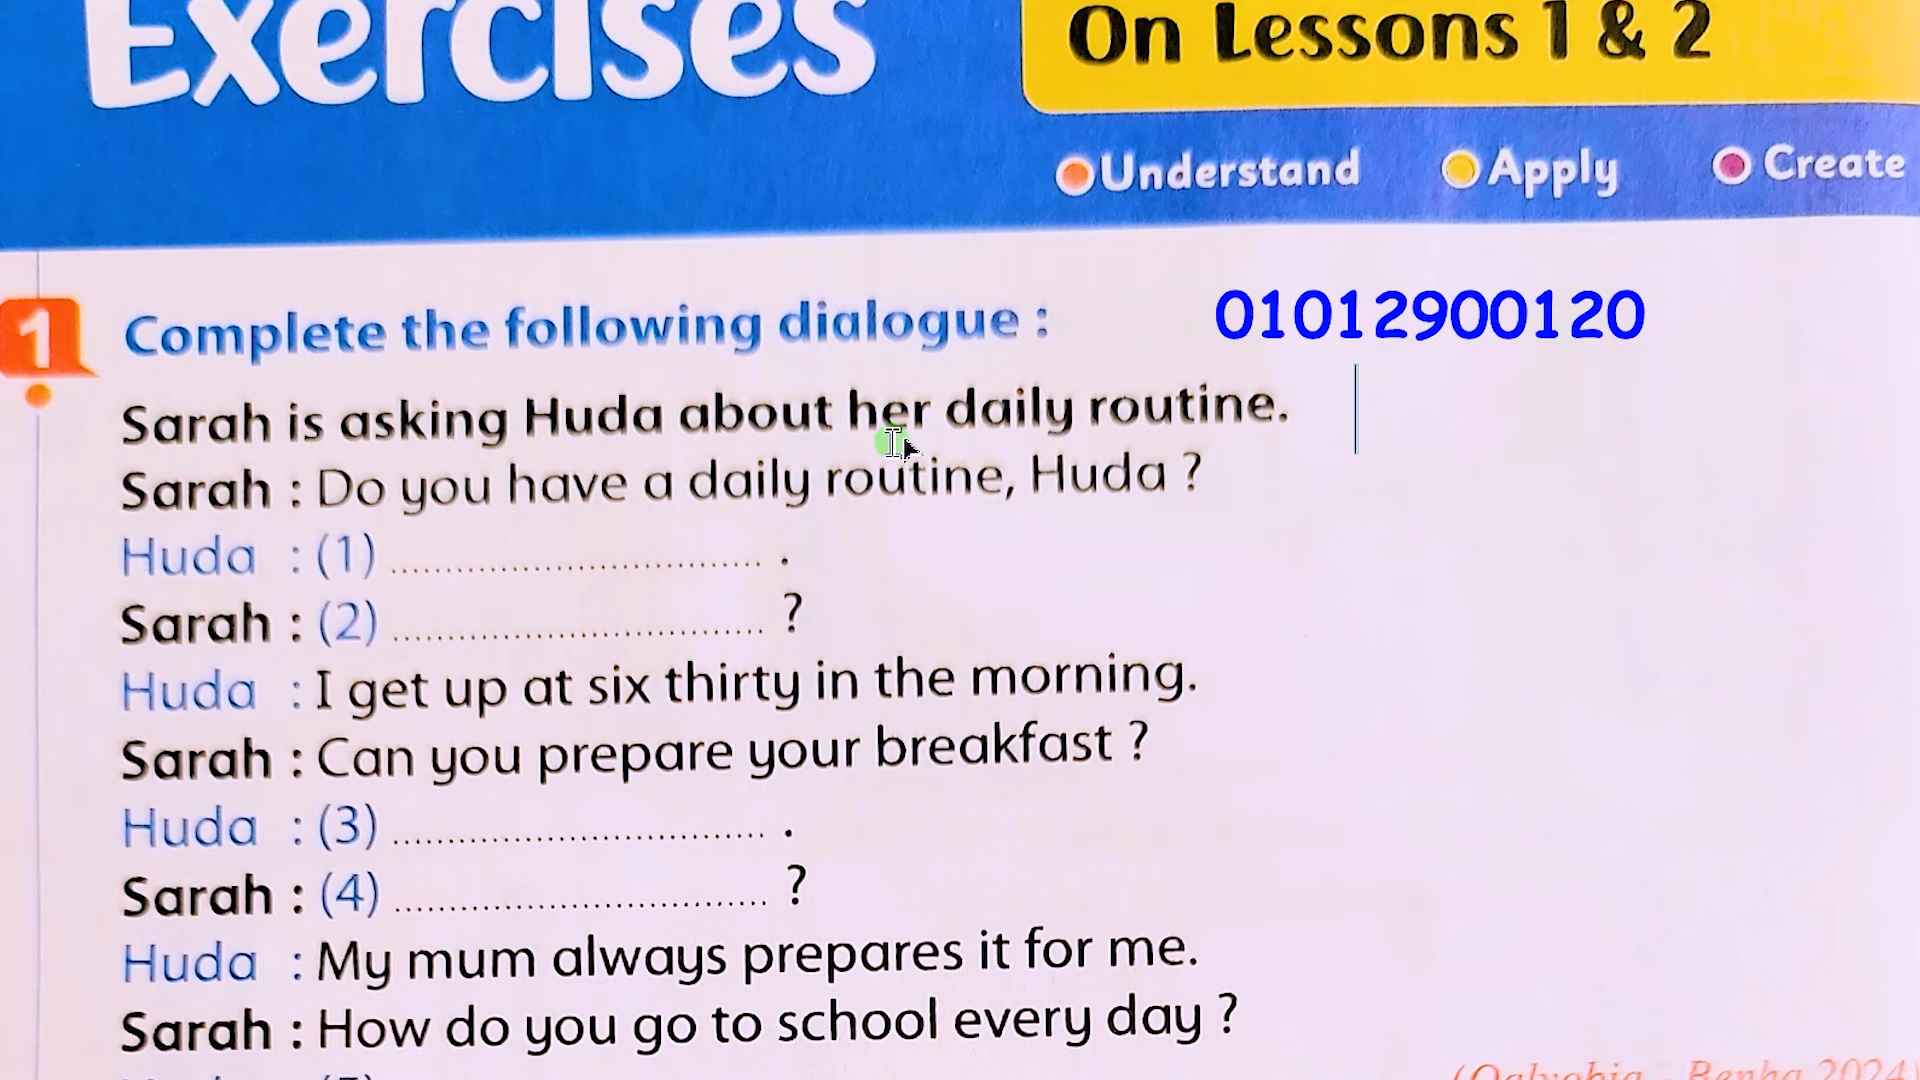 Exercises
On Lessons 1 & 2
Understand Apply Create
1 Complete the following dialogue : 01012900120
Sarah is asking Huda about her daily routine.
Sarah : Do you have a daily routine, Huda ?
Huda : (1) .................................... .
Sarah : (2) .................................... ?
Huda : I get up at six thirty in the morning.
Sarah : Can you prepare your breakfast ?
Huda : (3) .................................... .
Sarah : (4) .................................... ?
Huda : My mum always prepares it for me.
Sarah : How do you go to school every day ?
2024)